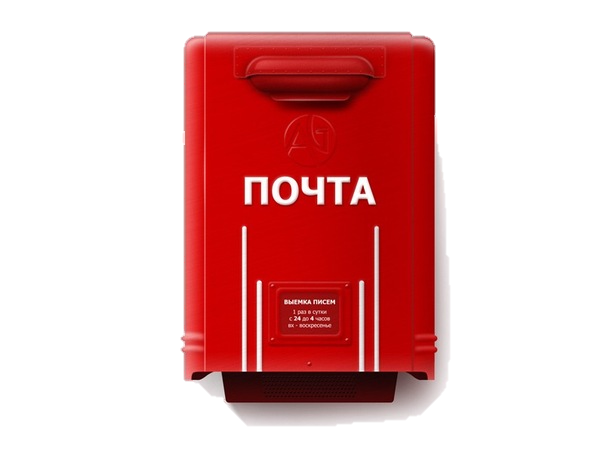 ПОЧТА
ВЫЕМКА ПИСЕМ
1 раз в сутки
с 24 до 4 часов
вх - воскресенье